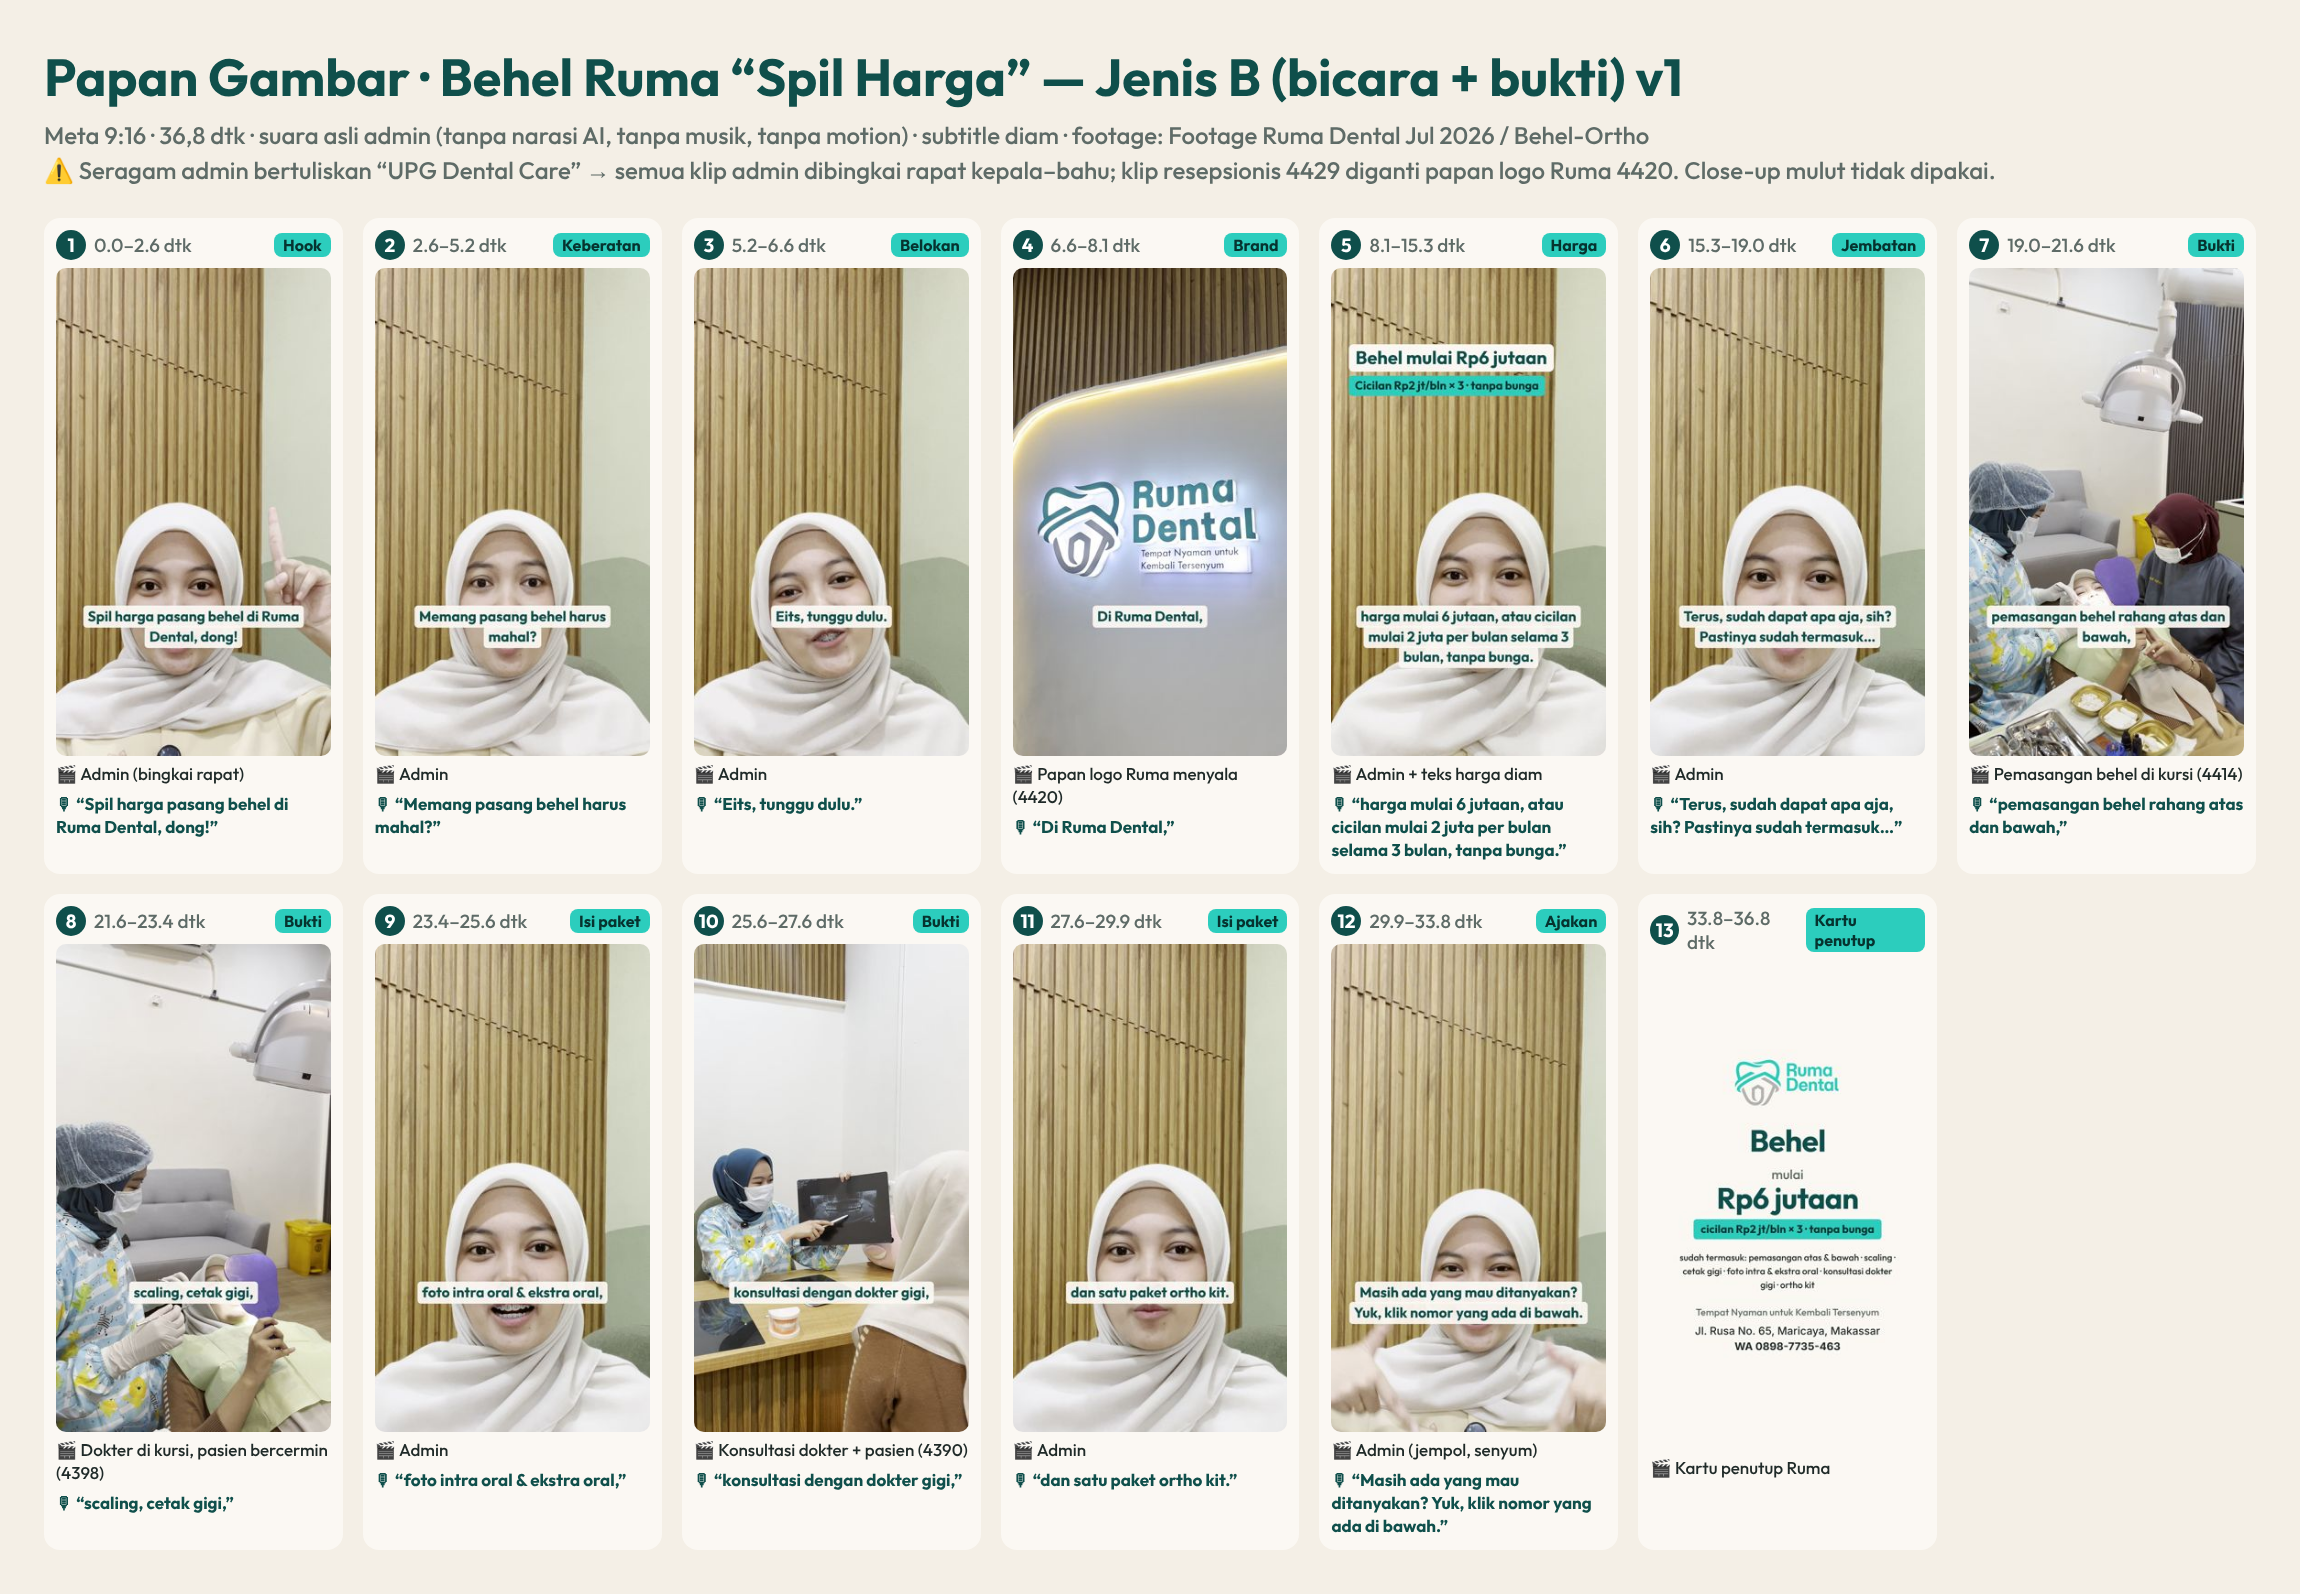 Papan Gambar · Behel Ruma “Spil Harga” — Jenis B (bicara + bukti) v1
Meta 9:16 · 36,8 dtk · suara asli admin (tanpa narasi AI, tanpa musik, tanpa motion) · subtitle diam · footage: Footage Ruma Dental Jul 2026 / Behel-Ortho
⚠️ Seragam admin bertuliskan “UPG Dental Care” → semua klip admin dibingkai rapat kepala–bahu; klip resepsionis 4429 diganti papan logo Ruma 4420. Close-up mulut tidak dipakai.
1 0.0–2.6 dtk Hook
Spil harga pasang behel di Ruma
Dental, dong!
🎬 Admin (bingkai rapat)
🎙 “Spil harga pasang behel di
Ruma Dental, dong!”
2 2.6–5.2 dtk Keberatan
Memang pasang behel harus
mahal?
🎬 Admin
🎙 “Memang pasang behel harus
mahal?”
3 5.2–6.6 dtk Belokan
Eits, tunggu dulu.
🎬 Admin
🎙 “Eits, tunggu dulu.”
4 6.6–8.1 dtk Brand
Ruma
Dental
Tempat Nyaman untuk
Kembali Tersenyum
Di Ruma Dental,
🎬 Papan logo Ruma menyala
(4420)
🎙 “Di Ruma Dental,”
5 8.1–15.3 dtk Harga
Behel mulai Rp6 jutaan
Cicilan Rp2 jt/bln × 3 · tanpa bunga
harga mulai 6 jutaan, atau cicilan
mulai 2 juta per bulan selama 3
bulan, tanpa bunga.
🎬 Admin + teks harga diam
🎙 “harga mulai 6 jutaan, atau
cicilan mulai 2 juta per bulan
selama 3 bulan, tanpa bunga.”
6 15.3–19.0 dtk Jembatan
Terus, sudah dapat apa aja, sih?
Pastinya sudah termasuk...
🎬 Admin
🎙 “Terus, sudah dapat apa aja,
sih? Pastinya sudah termasuk...”
7 19.0–21.6 dtk Bukti
pemasangan behel rahang atas dan
bawah,
🎬 Pemasangan behel di kursi (4414)
🎙 “pemasangan behel rahang atas
dan bawah,”
8 21.6–23.4 dtk Bukti
scaling, cetak gigi,
🎬 Dokter di kursi, pasien bercermin
(4398)
🎙 “scaling, cetak gigi,”
9 23.4–25.6 dtk Isi paket
foto intra oral & ekstra oral,
🎬 Admin
🎙 “foto intra oral & ekstra oral,”
10 25.6–27.6 dtk Bukti
konsultasi dengan dokter gigi,
🎬 Konsultasi dokter + pasien (4390)
🎙 “konsultasi dengan dokter gigi,”
11 27.6–29.9 dtk Isi paket
dan satu paket ortho kit.
🎬 Admin
🎙 “dan satu paket ortho kit.”
12 29.9–33.8 dtk Ajakan
Masih ada yang mau ditanyakan?
Yuk, klik nomor yang ada di bawah.
🎬 Admin (jempol, senyum)
🎙 “Masih ada yang mau
ditanyakan? Yuk, klik nomor yang
ada di bawah.”
13 33.8–36.8
dtk
Kartu
penutup
Ruma
Dental
Behel
mulai
Rp6 jutaan
cicilan Rp2 jt/bln × 3 · tanpa bunga
sudah termasuk: pemasangan atas & bawah · scaling ·
cetak gigi · foto intra & ekstra oral · konsultasi dokter
gigi · ortho kit
Tempat Nyaman untuk Kembali Tersenyum
Jl. Rusa No. 65, Maricaya, Makassar
WA 0898-7735-463
🎬 Kartu penutup Ruma